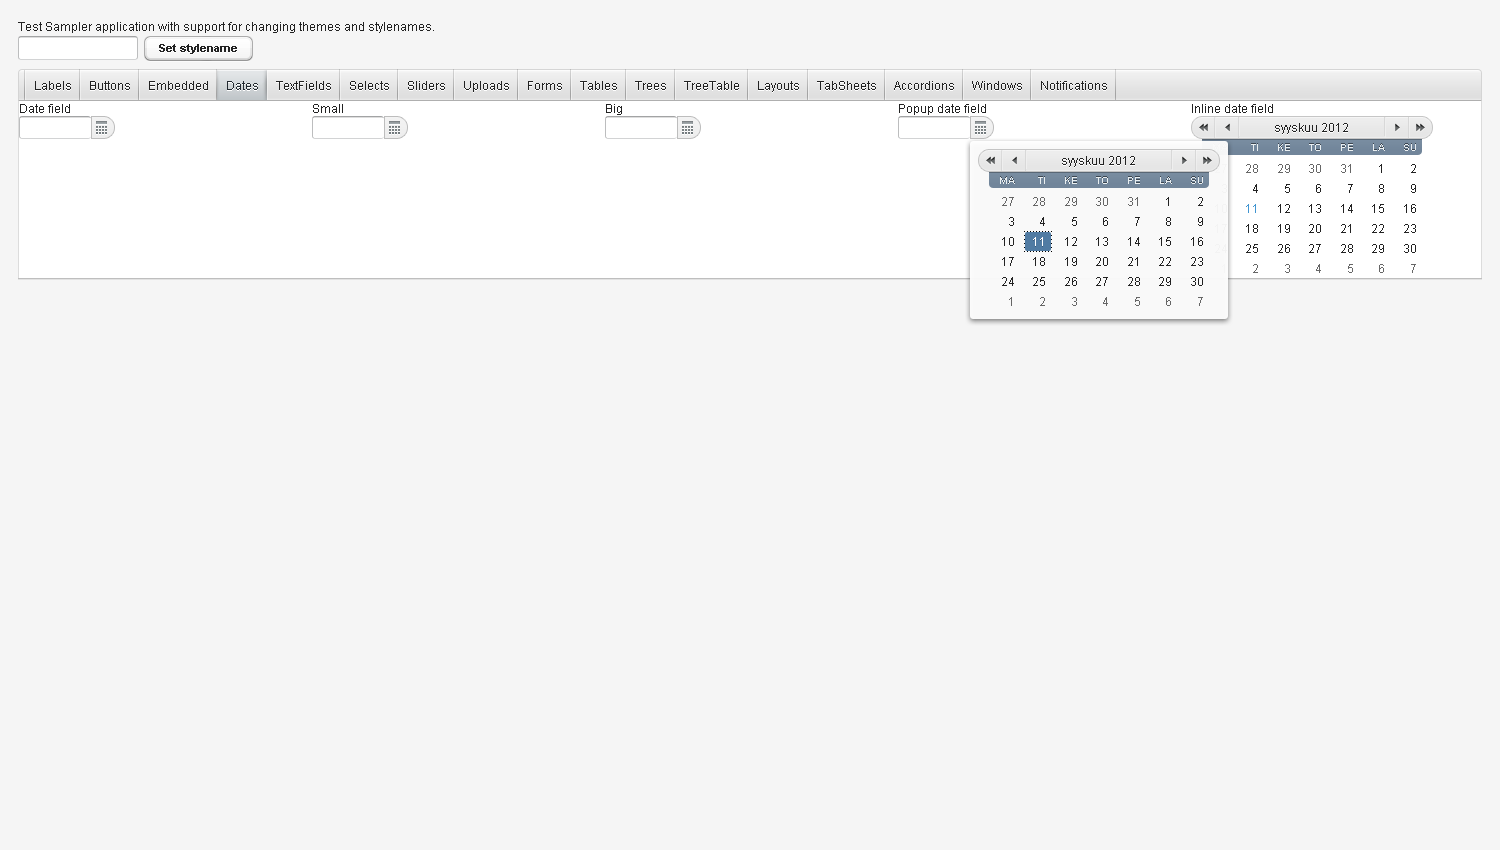 Test Sampler application with support for changing themes and stylenames.
Set stylename
Labels Buttons Embedded Dates TextFields Selects Sliders Uploads Forms Tables Trees TreeTable Layouts TabSheets Accordions Windows Notifications
Date field Small Big Popup date field Inline date field
syyskuu 2012
TI KE TO PE LA SU
28 29 30 31 1 2
4 5 6 7 8 9
11 12 13 14 15 16
18 19 20 21 22 23
25 26 27 28 29 30
2 3 4 5 6 7
syyskuu 2012
MA TI KE TO PE LA SU
27 28 29 30 31 1 2
3 4 5 6 7 8 9
10 11 12 13 14 15 16
17 18 19 20 21 22 23
24 25 26 27 28 29 30
1 2 3 4 5 6 7